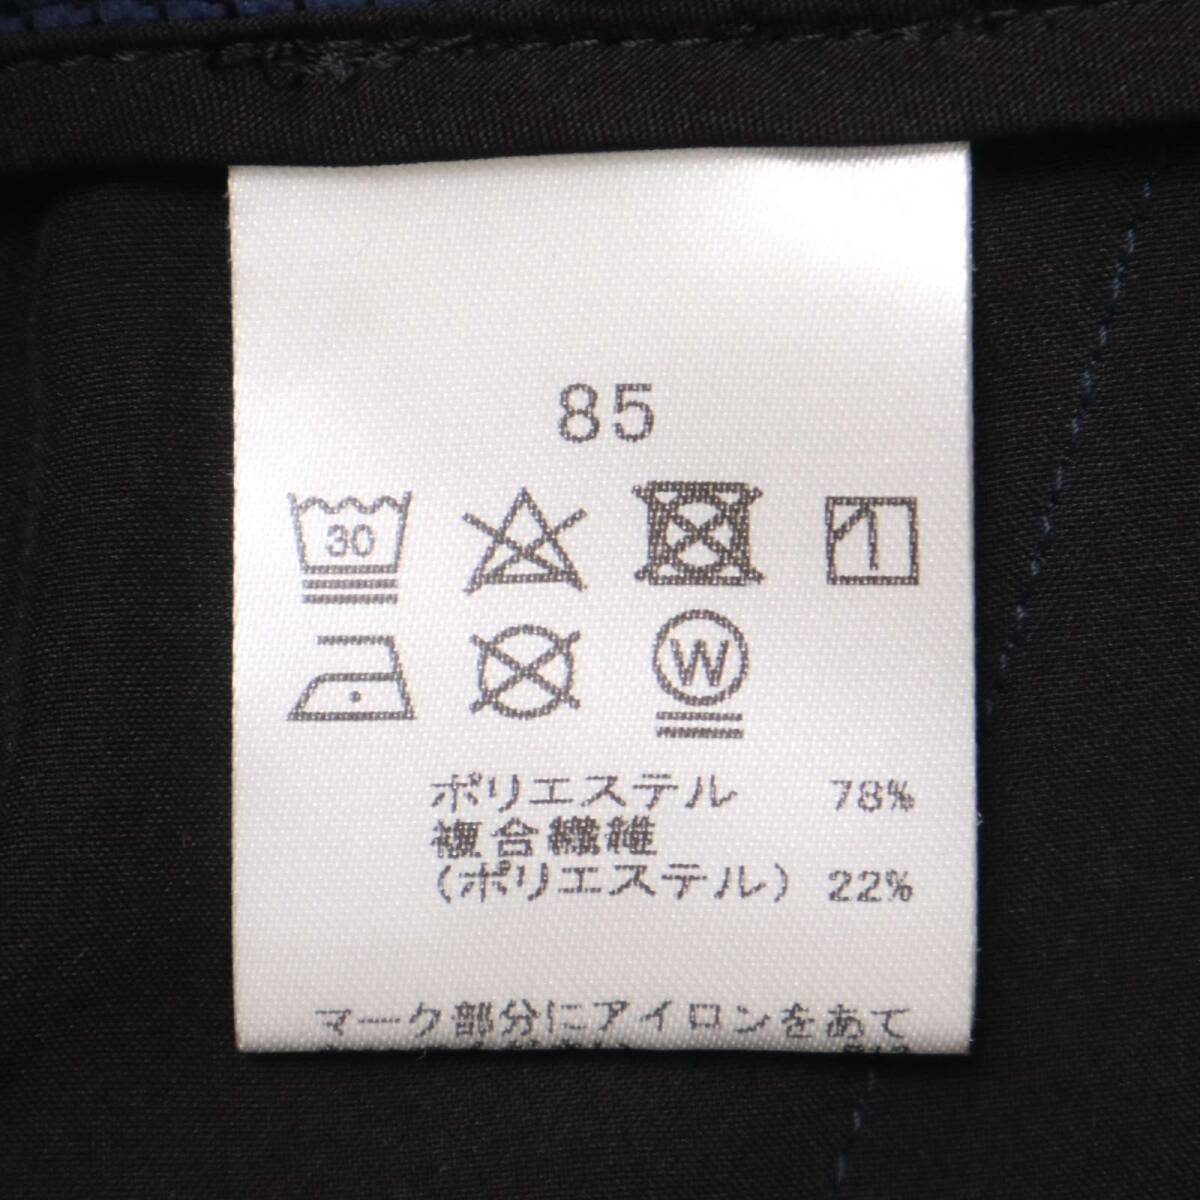 85
30
W
ポリエステル 78%
複合繊維
(ポリエステル) 22%
マーク部分にアイロンをあて